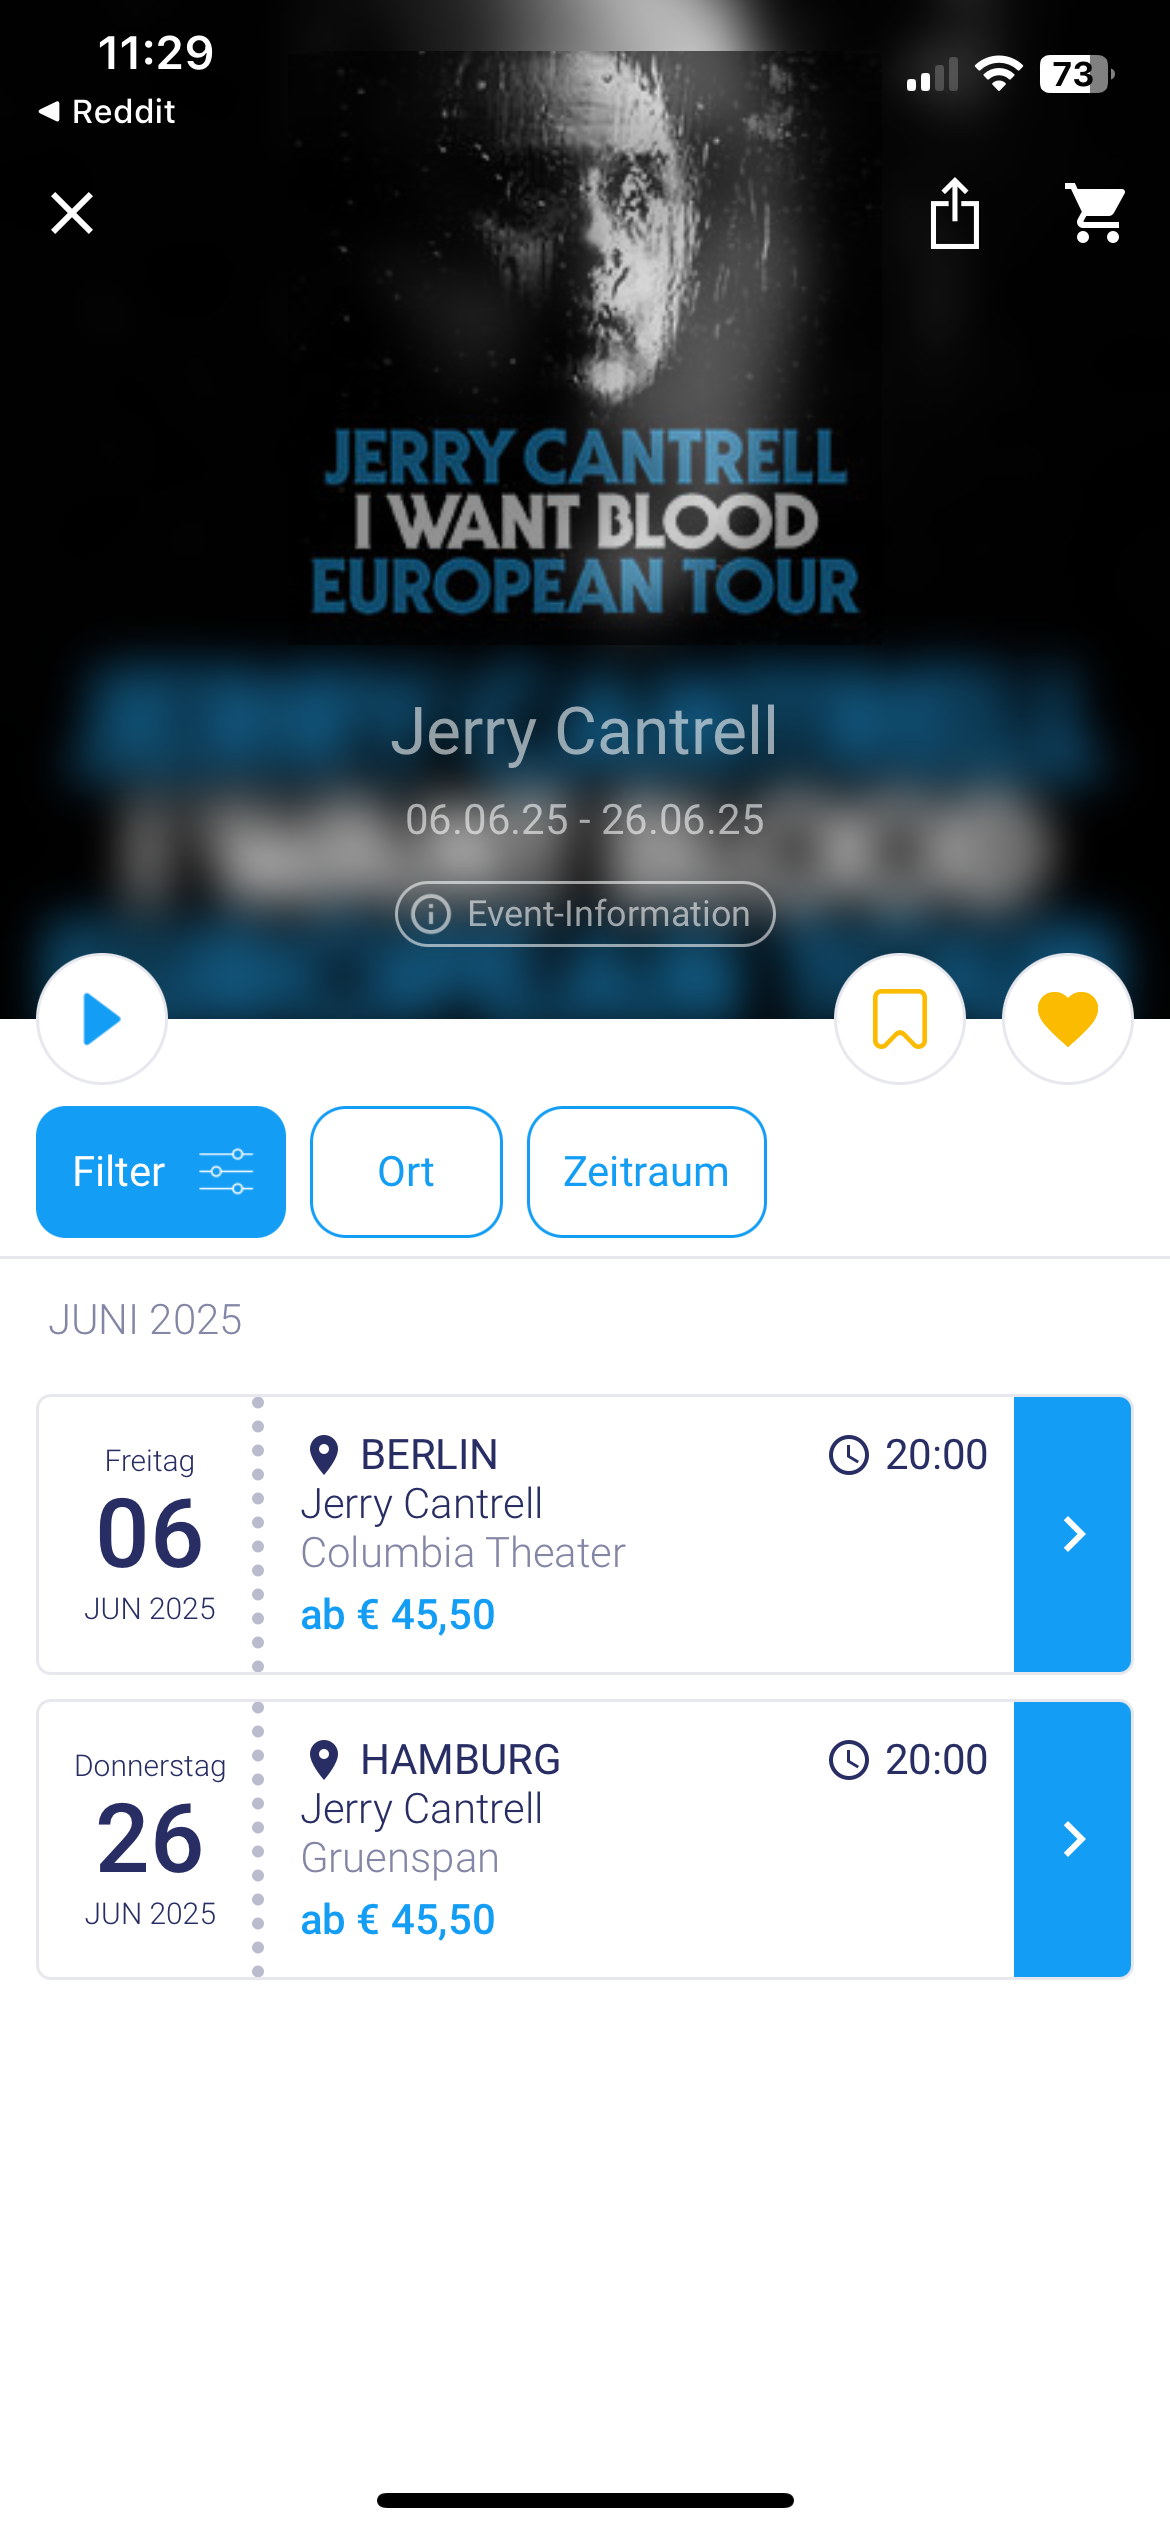 11:29
73
Reddit
JERRY CANTRELL
I WANT BLOOD
EUROPEAN TOUR
Jerry Cantrell
06.06.25 - 26.06.25
Event-Information
Filter
Ort
Zeitraum
JUNI 2025
Freitag
06
JUN 2025
BERLIN
20:00
Jerry Cantrell
Columbia Theater
ab € 45,50
Donnerstag
26
JUN 2025
HAMBURG
20:00
Jerry Cantrell
Gruenspan
ab € 45,50